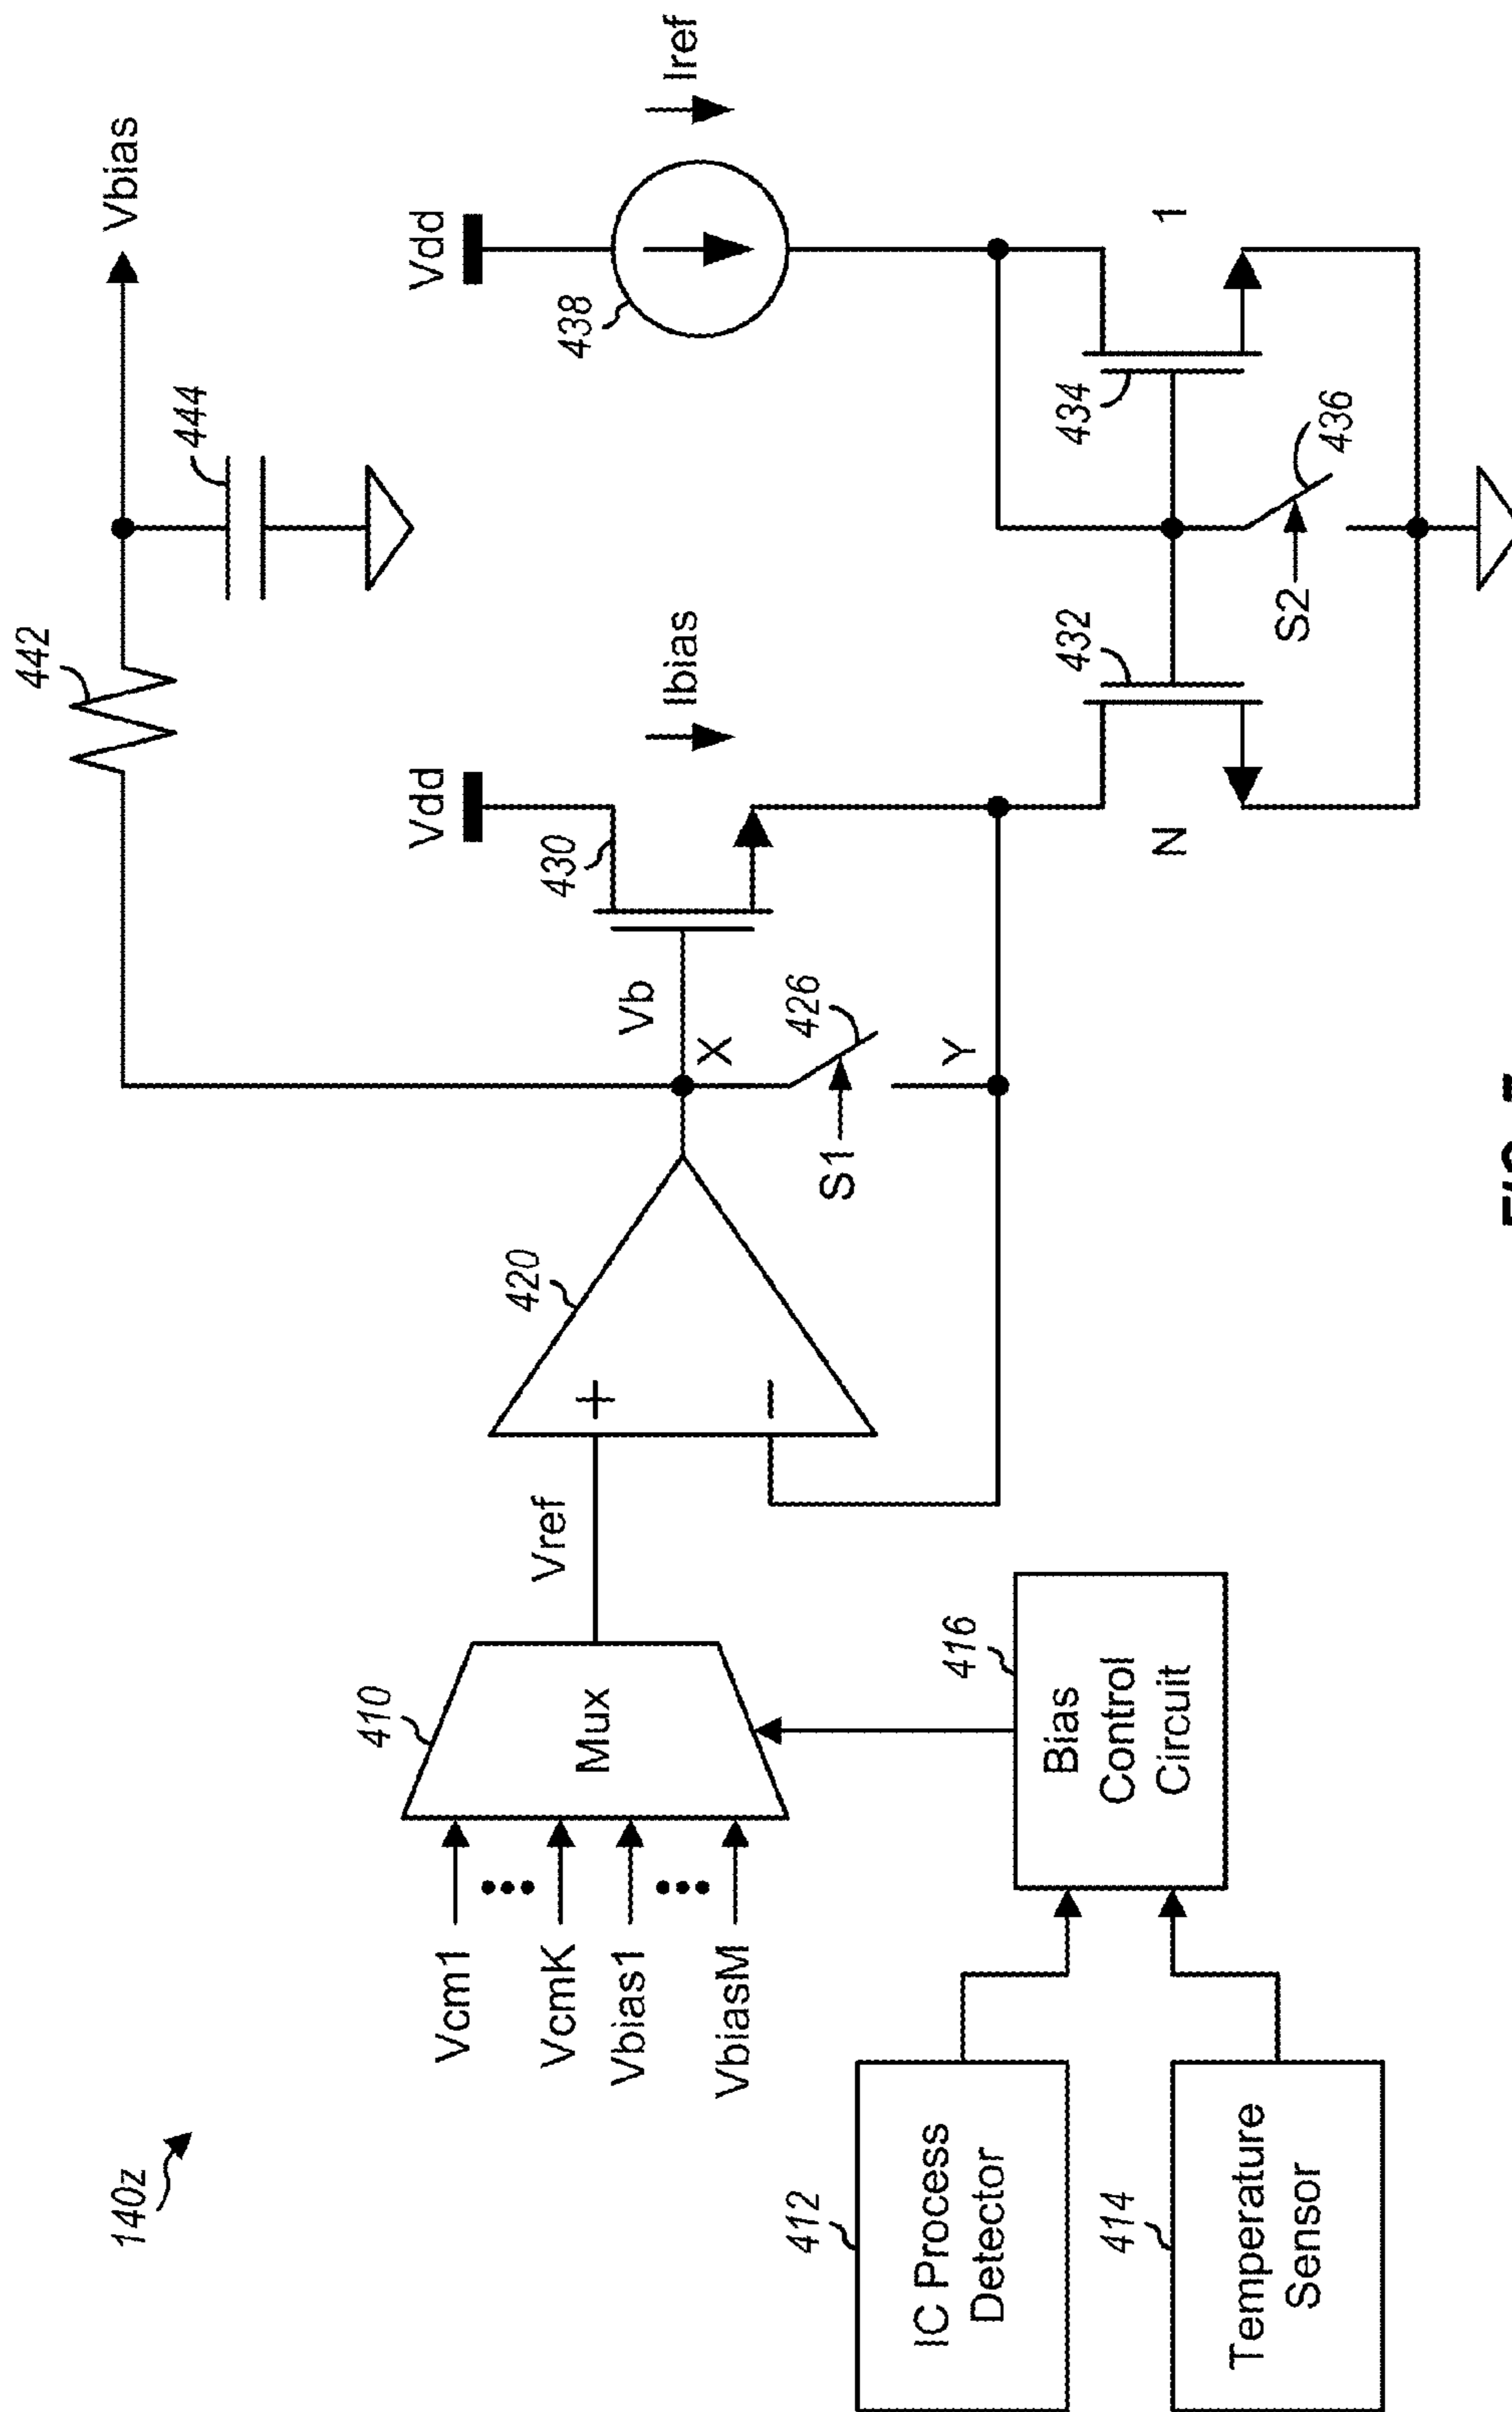 140z
442
Vbias
444
Vdd
Vdd
Iref
438
430
Ibias
410
Vref
420
Vb
X
426
S1
Y
432
434
N
1
S2
436
Vcm1
VcmK
Vbias1
VbiasM
Mux
+
−
412
IC Process
Detector
414
Temperature
Sensor
416
Bias
Control
Circuit